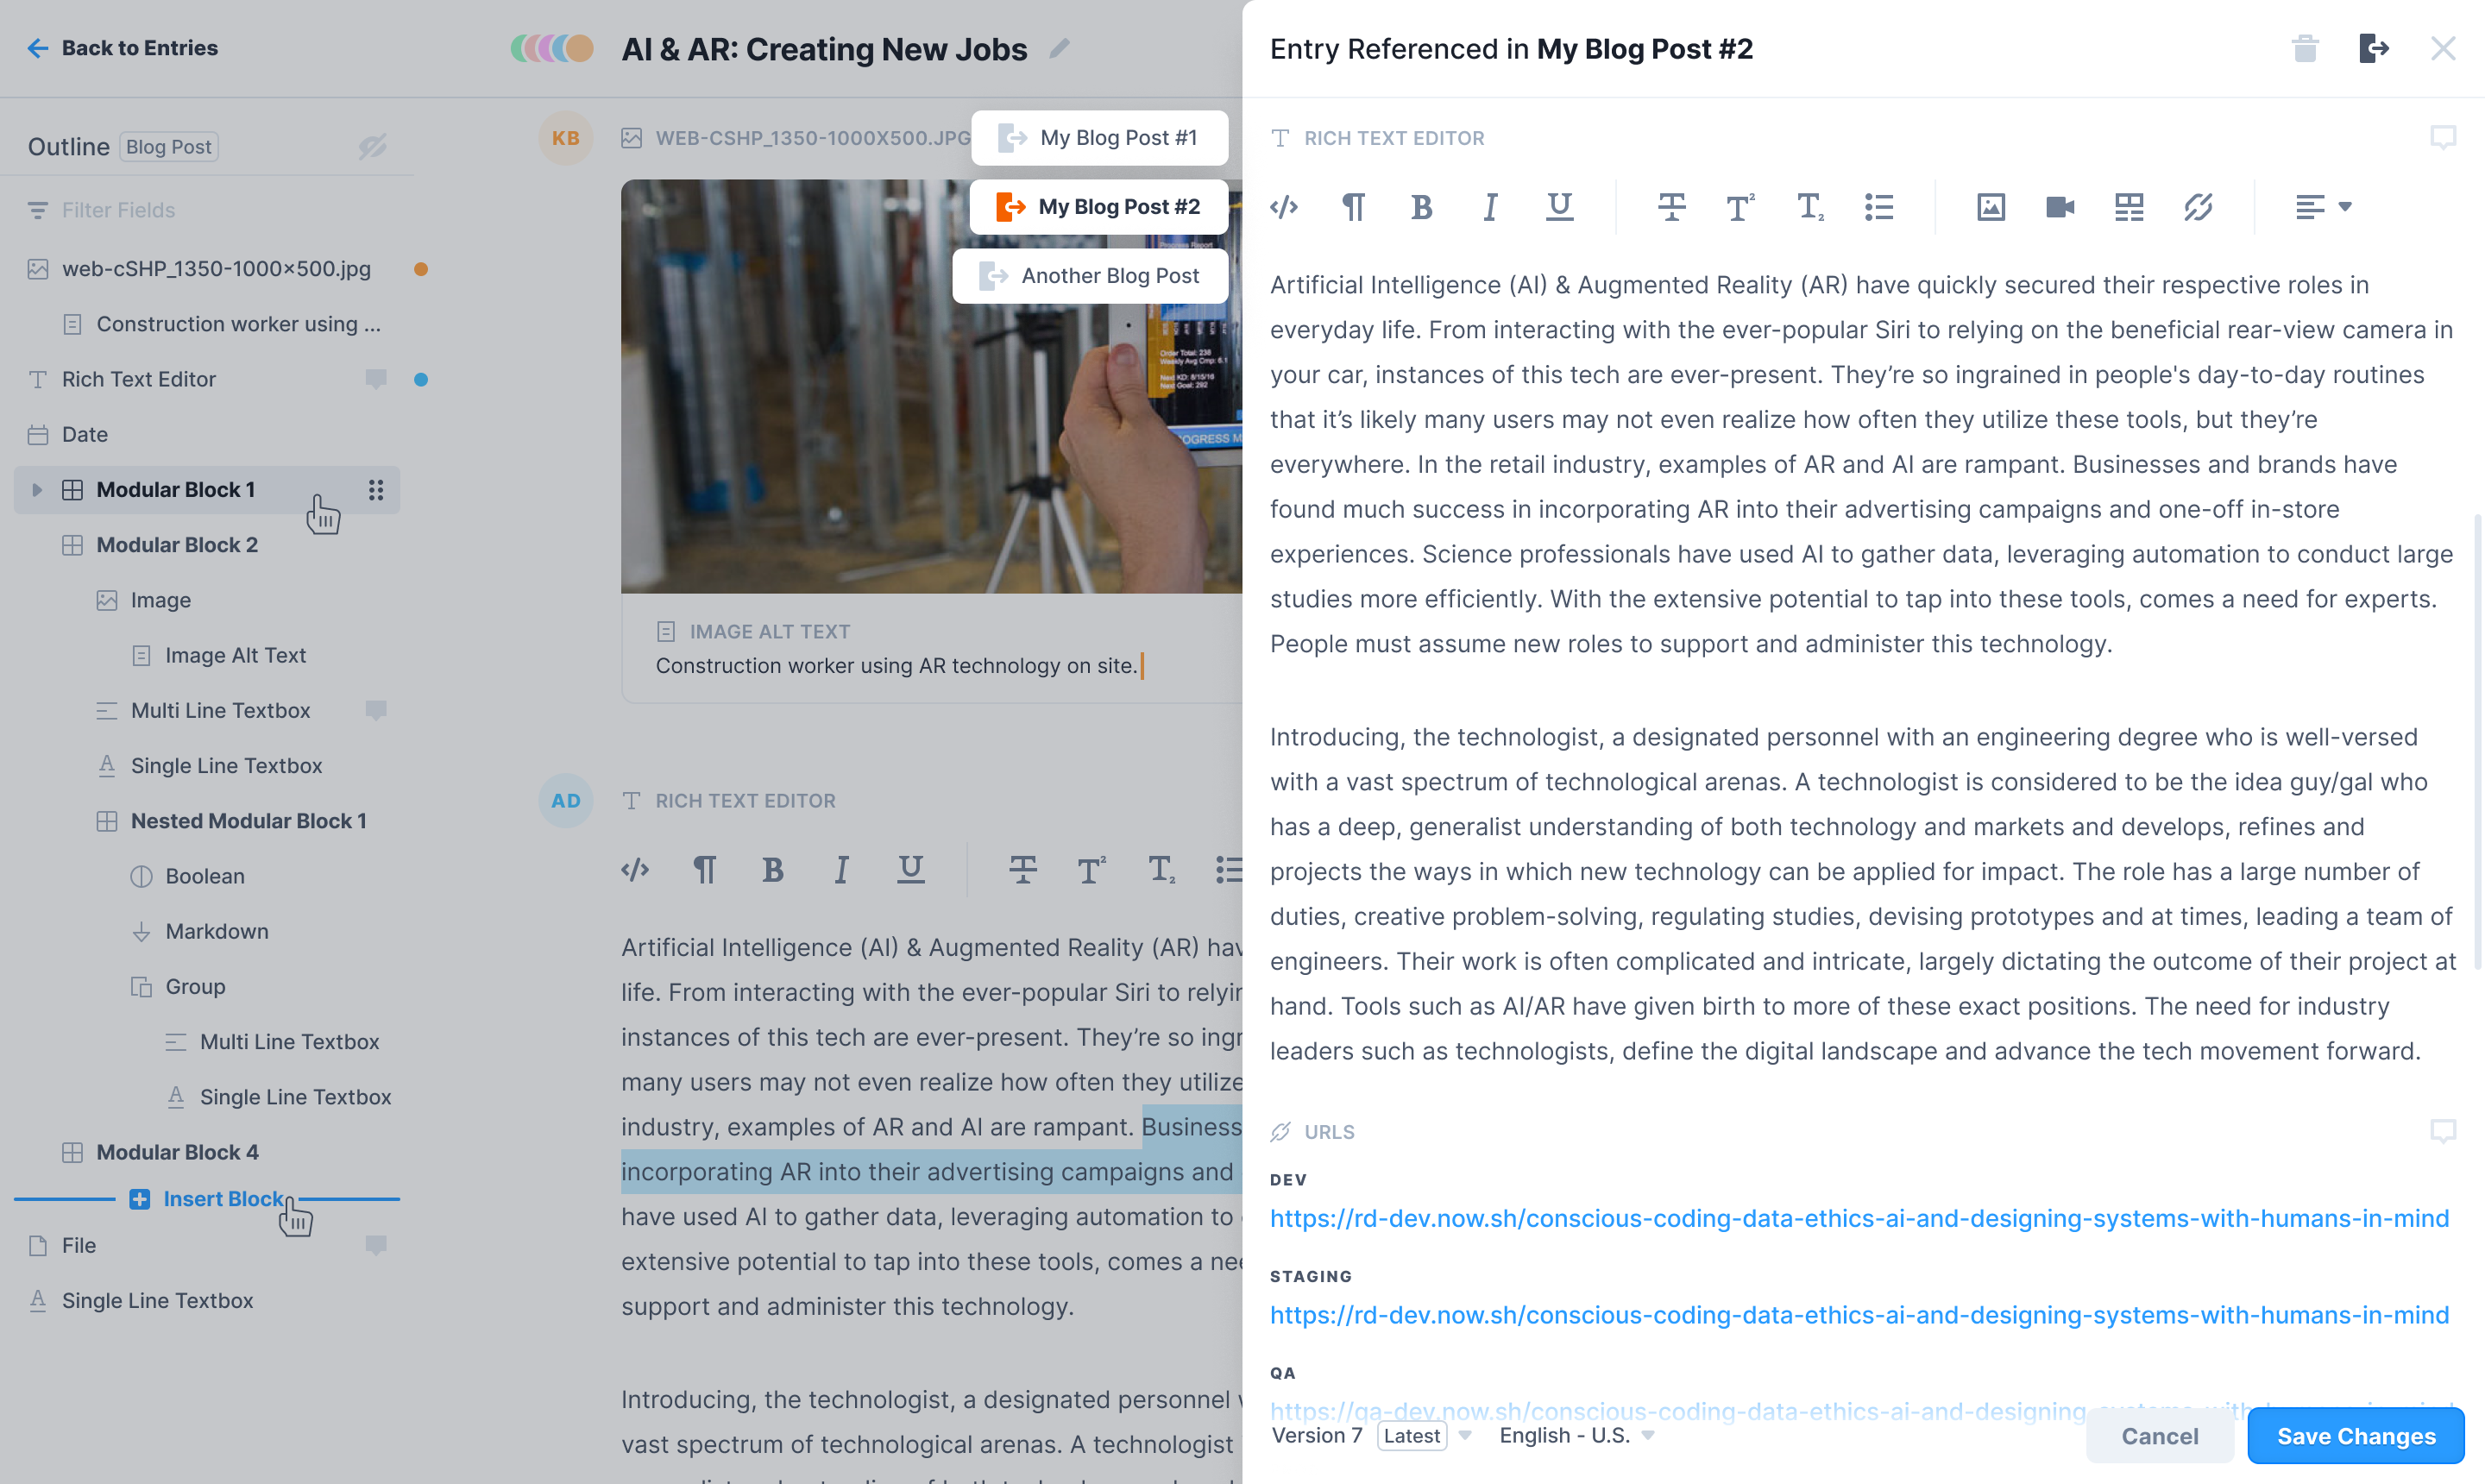 Back to Entries
AI & AR: Creating New Jobs
Outline
Blog Post
Filter Fields
web-cSHP_1350-1000×500.jpg
Construction worker using ...
Rich Text Editor
Date
Modular Block 1
Modular Block 2
Image
Image Alt Text
Multi Line Textbox
Single Line Textbox
Nested Modular Block 1
Boolean
Markdown
Group
Multi Line Textbox
Single Line Textbox
Modular Block 4
Insert Block
File
Single Line Textbox
KB
WEB-CSHP_1350-1000X500.JPG
My Blog Post #1
My Blog Post #2
Another Blog Post
Progress Report
Order Total: 238
Weekly Avg Cmp: 6.1
Next KD: 8/15/16
Next Goal: 292
OGRESS M
IMAGE ALT TEXT
Construction worker using AR technology on site.
AD
RICH TEXT EDITOR
Artificial Intelligence (AI) & Augmented Reality (AR) hav
life. From interacting with the ever-popular Siri to relyin
instances of this tech are ever-present. They’re so ingr
many users may not even realize how often they utilize
industry, examples of AR and AI are rampant. Business
incorporating AR into their advertising campaigns and
have used AI to gather data, leveraging automation to
extensive potential to tap into these tools, comes a nee
support and administer this technology.
Introducing, the technologist, a designated personnel w
vast spectrum of technological arenas. A technologist
Entry Referenced in My Blog Post #2
RICH TEXT EDITOR
Artificial Intelligence (AI) & Augmented Reality (AR) have quickly secured their respective roles in
everyday life. From interacting with the ever-popular Siri to relying on the beneficial rear-view camera in
your car, instances of this tech are ever-present. They’re so ingrained in people's day-to-day routines
that it’s likely many users may not even realize how often they utilize these tools, but they’re
everywhere. In the retail industry, examples of AR and AI are rampant. Businesses and brands have
found much success in incorporating AR into their advertising campaigns and one-off in-store
experiences. Science professionals have used AI to gather data, leveraging automation to conduct large
studies more efficiently. With the extensive potential to tap into these tools, comes a need for experts.
People must assume new roles to support and administer this technology.
Introducing, the technologist, a designated personnel with an engineering degree who is well-versed
with a vast spectrum of technological arenas. A technologist is considered to be the idea guy/gal who
has a deep, generalist understanding of both technology and markets and develops, refines and
projects the ways in which new technology can be applied for impact. The role has a large number of
duties, creative problem-solving, regulating studies, devising prototypes and at times, leading a team of
engineers. Their work is often complicated and intricate, largely dictating the outcome of their project at
hand. Tools such as AI/AR have given birth to more of these exact positions. The need for industry
leaders such as technologists, define the digital landscape and advance the tech movement forward.
URLS
DEV
https://rd-dev.now.sh/conscious-coding-data-ethics-ai-and-designing-systems-with-humans-in-mind
STAGING
https://rd-dev.now.sh/conscious-coding-data-ethics-ai-and-designing-systems-with-humans-in-mind
QA
https://qa-dev.now.sh/conscious-coding-data-ethics-ai-and-designing-systems-with-humans-in-mind
Version 7
Latest
English - U.S.
Cancel
Save Changes